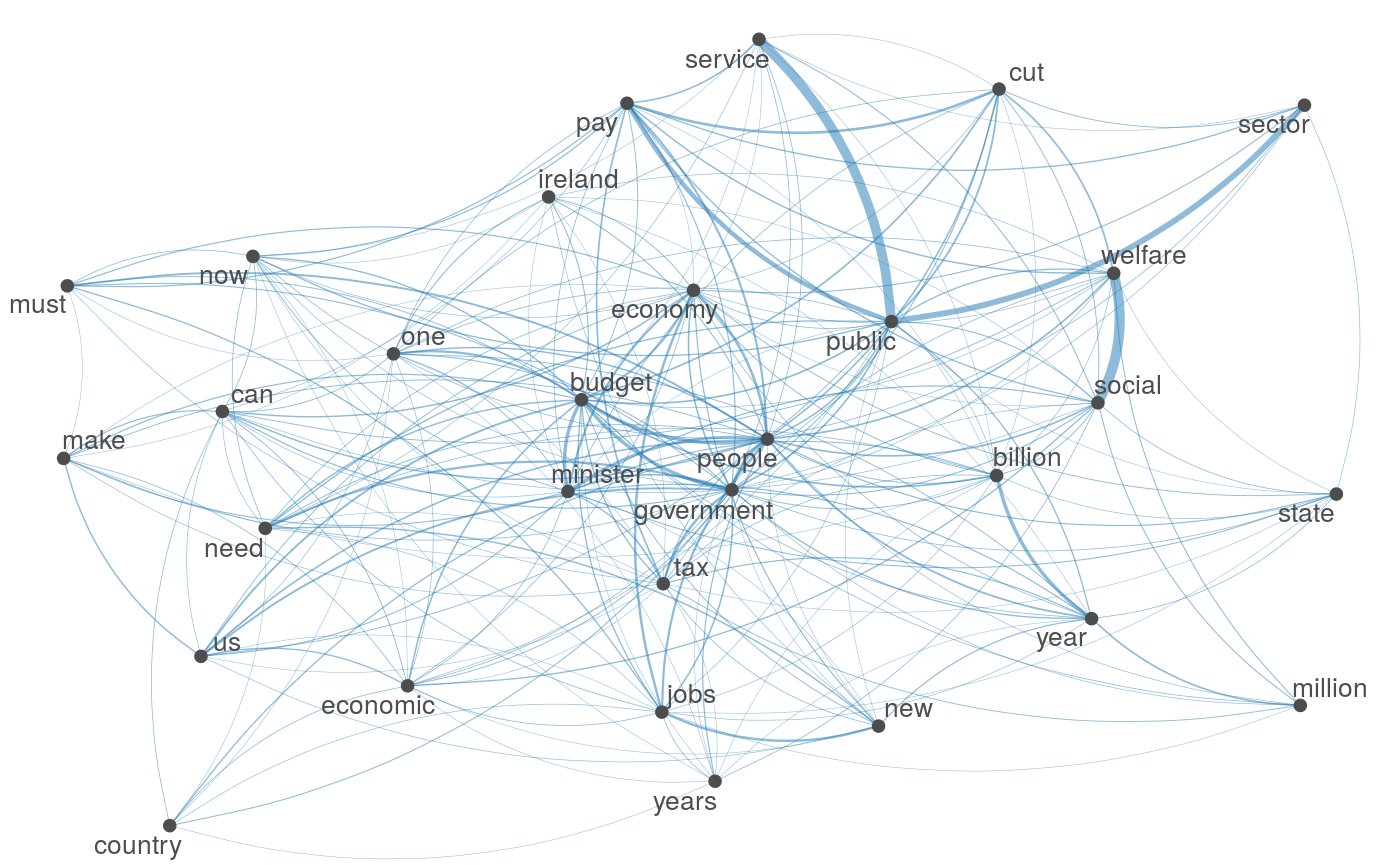 service
cut
pay
sector
ireland
welfare
now
must
economy
one
public
budget
can
social
make
people
billion
minister
government
state
need
tax
us
year
economic
jobs
new
million
years
country